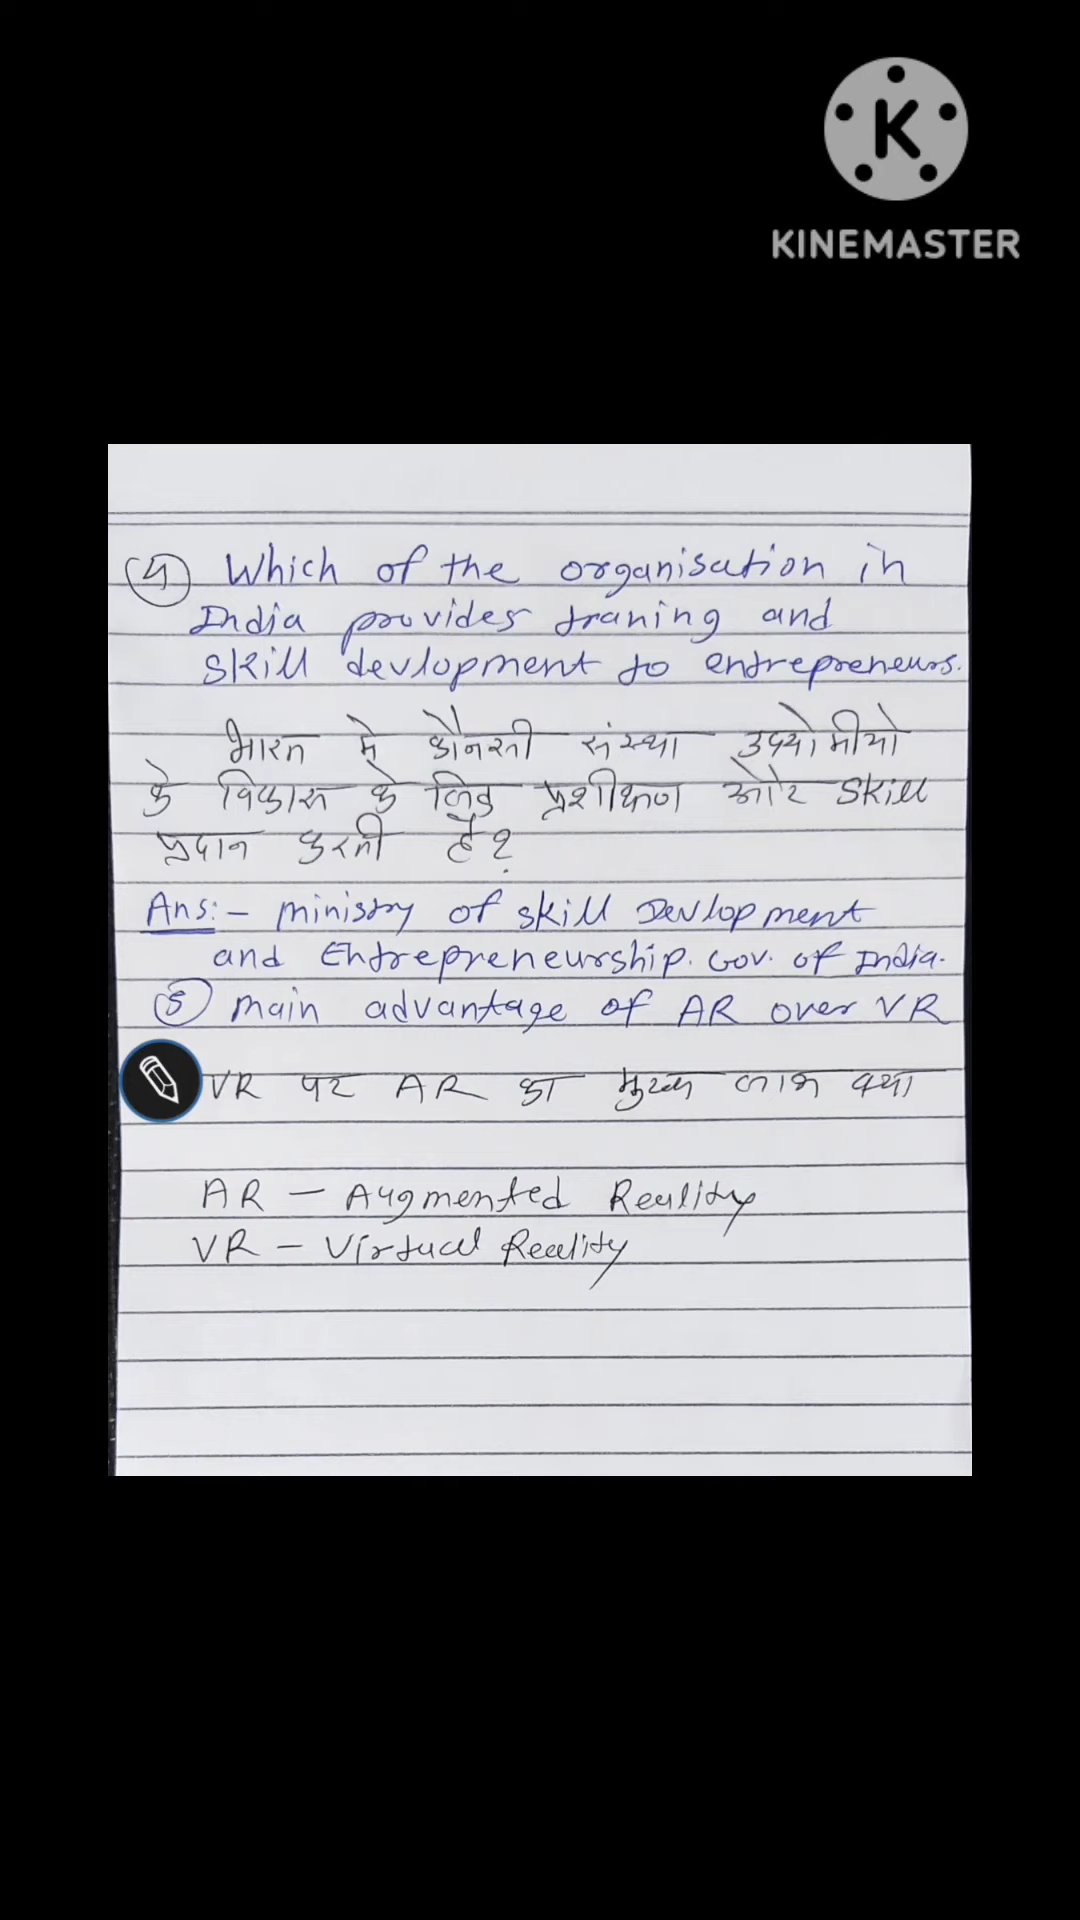 K
KINEMASTER
4 Which of the organisation in
India provides traning and
skill devlopment to entrepreneurs.
भारत मे कौनसी संस्था उदयोमीयो
के विकास के लिए प्रशीक्षण और Skill
प्रदान करती है?
Ans:- ministry of skill Devlopment
and Entrepreneurship. Gov. of India.
5 main advantage of AR over VR
VR पर AR का मुख्य लाभ क्या
AR - Augmented Reality
VR - Virtual Reality